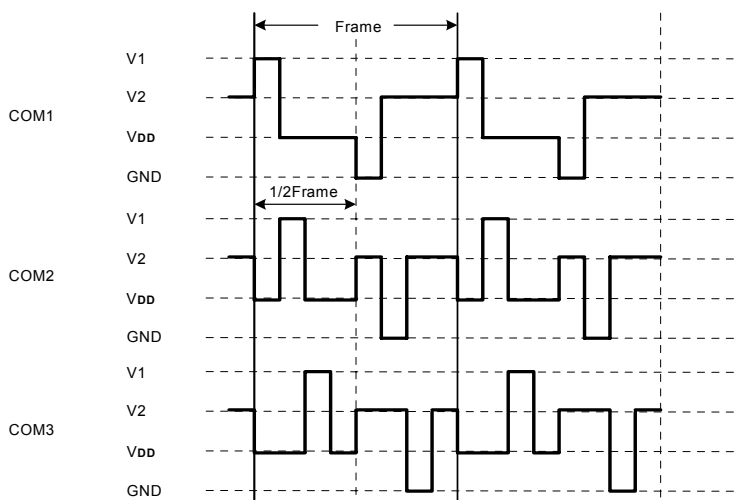 Frame
V1
V2
COM1
VDD
GND
1/2Frame
V1
V2
COM2
VDD
GND
V1
V2
COM3
VDD
GND